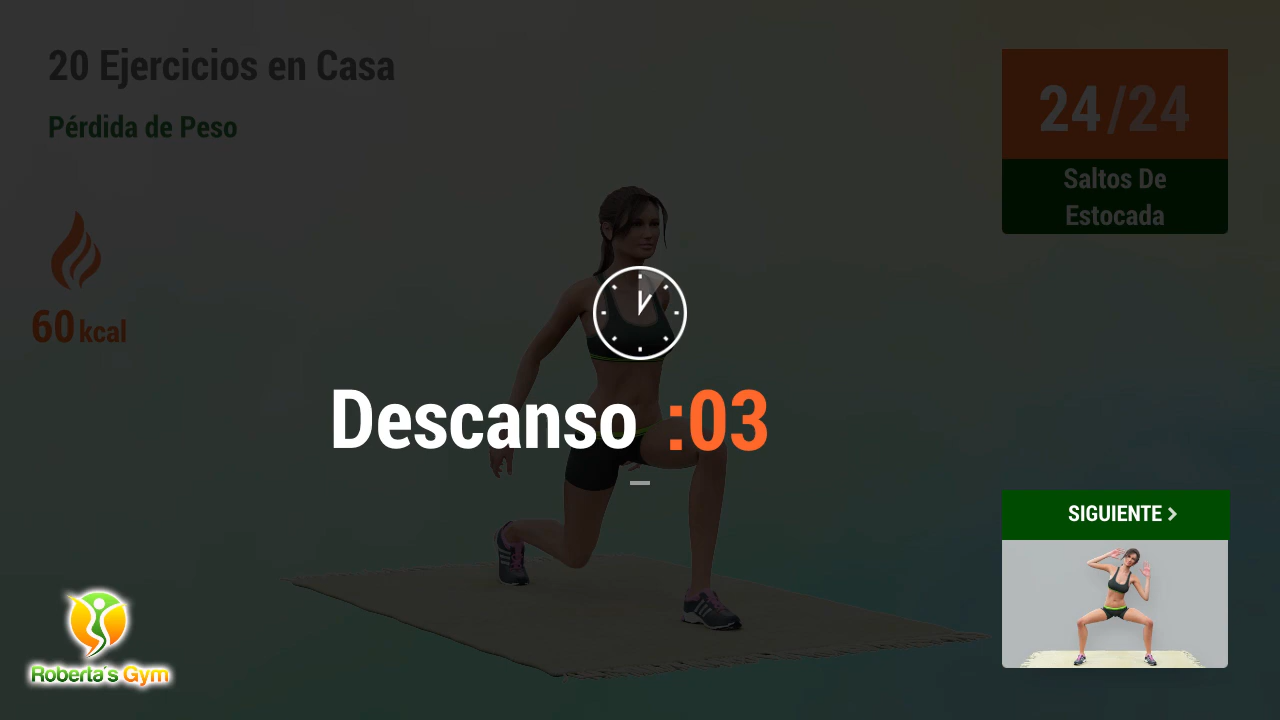 20 Ejercicios en Casa
Pérdida de Peso
24/24
Saltos De
Estocada
60 kcal
Descanso :03
SIGUIENTE >
Roberta´s Gym